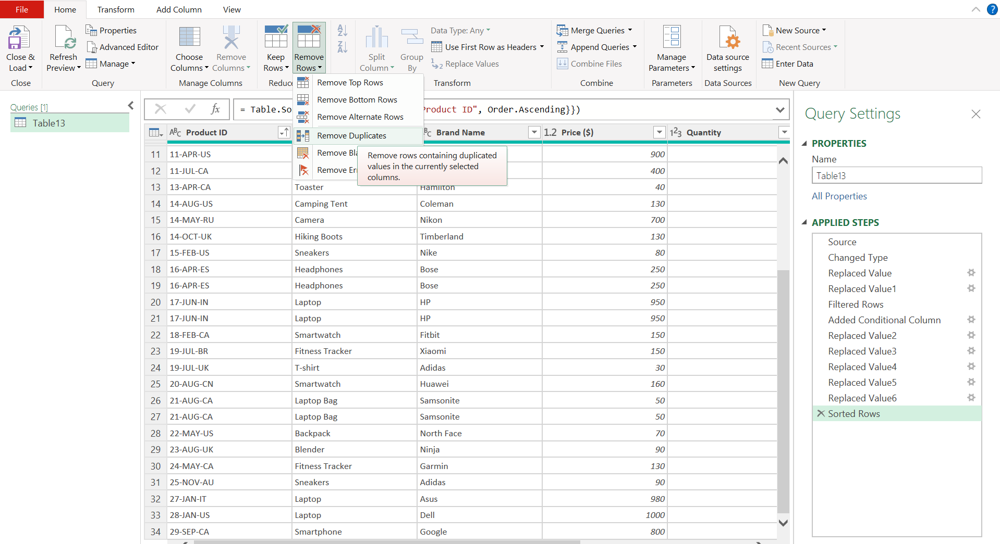 File Home Transform Add Column View ?
Close & Load
Refresh Preview
Properties
Advanced Editor
Manage
Choose Columns
Remove Columns
Keep Rows
Remove Rows
A Z
Z A
Split Column
Group By
Data Type: Any
Use First Row as Headers
1 2 Replace Values
Merge Queries
Append Queries
Combine Files
Manage Parameters
Data source settings
New Source
Recent Sources
Enter Data
Close Query Manage Columns Transform Combine Parameters Data Sources New Query
Remove Top Rows
Remove Bottom Rows
Remove Alternate Rows
Remove Duplicates
Remove rows containing duplicated
values in the currently selected
columns.
Queries [1]
Table13
fx = Table.So Product ID", Order.Ascending}})
ABC Product ID Brand Name 1.2 Price ($) 123 Quantity
11 11-APR-US 900
12 11-JUL-CA 400
13 13-APR-CA Toaster Hamilton 40
14 14-AUG-US Camping Tent Coleman 130
15 14-MAY-RU Camera Nikon 700
16 14-OCT-UK Hiking Boots Timberland 130
17 15-FEB-US Sneakers Nike 80
18 16-APR-ES Headphones Bose 250
19 16-APR-ES Headphones Bose 250
20 17-JUN-IN Laptop HP 950
21 17-JUN-IN Laptop HP 950
22 18-FEB-CA Smartwatch Fitbit 150
23 19-JUL-BR Fitness Tracker Xiaomi 150
24 19-JUL-UK T-shirt Adidas 30
25 20-AUG-CN Smartwatch Huawei 160
26 21-AUG-CA Laptop Bag Samsonite 50
27 21-AUG-CA Laptop Bag Samsonite 50
28 22-MAY-US Backpack North Face 70
29 23-AUG-UK Blender Ninja 90
30 24-MAY-CA Fitness Tracker Garmin 130
31 25-NOV-AU Sneakers Adidas 90
32 27-JAN-IT Laptop Asus 980
33 28-JAN-US Laptop Dell 1000
34 29-SEP-CA Smartphone Google 800
Query Settings
PROPERTIES
Name
Table13
All Properties
APPLIED STEPS
Source
Changed Type
Replaced Value
Replaced Value1
Filtered Rows
Added Conditional Column
Replaced Value2
Replaced Value3
Replaced Value4
Replaced Value5
Replaced Value6
Sorted Rows